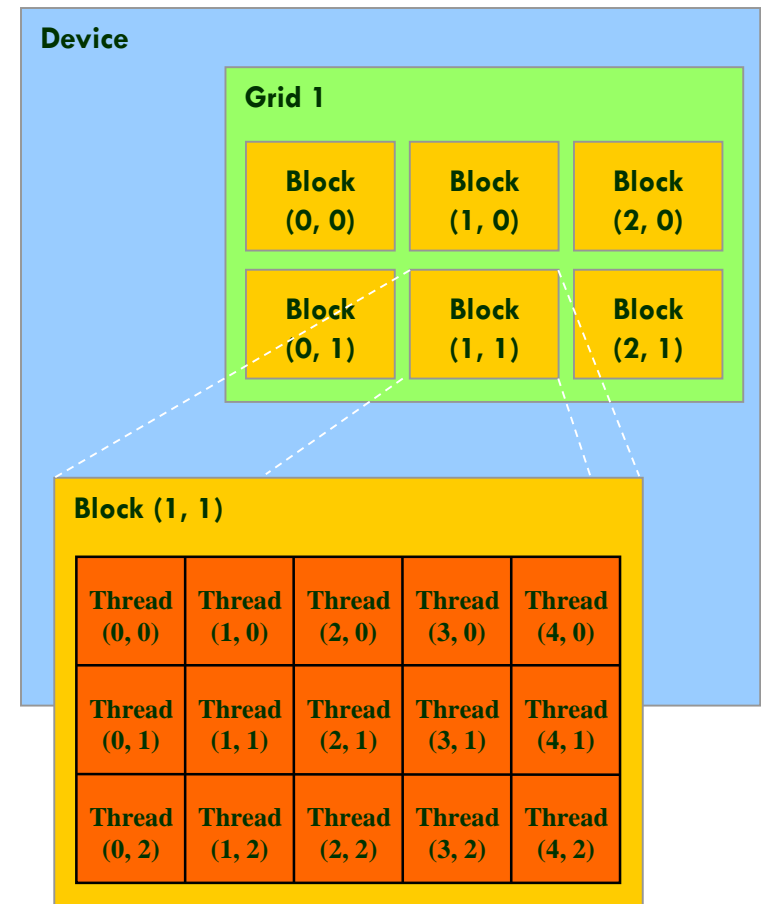 Device
Grid 1
Block Block Block
(0, 0) (1, 0) (2, 0)
Block Block Block
(0, 1) (1, 1) (2, 1)
Block (1, 1)
Thread Thread Thread Thread Thread
(0, 0) (1, 0) (2, 0) (3, 0) (4, 0)
Thread Thread Thread Thread Thread
(0, 1) (1, 1) (2, 1) (3, 1) (4, 1)
Thread Thread Thread Thread Thread
(0, 2) (1, 2) (2, 2) (3, 2) (4, 2)